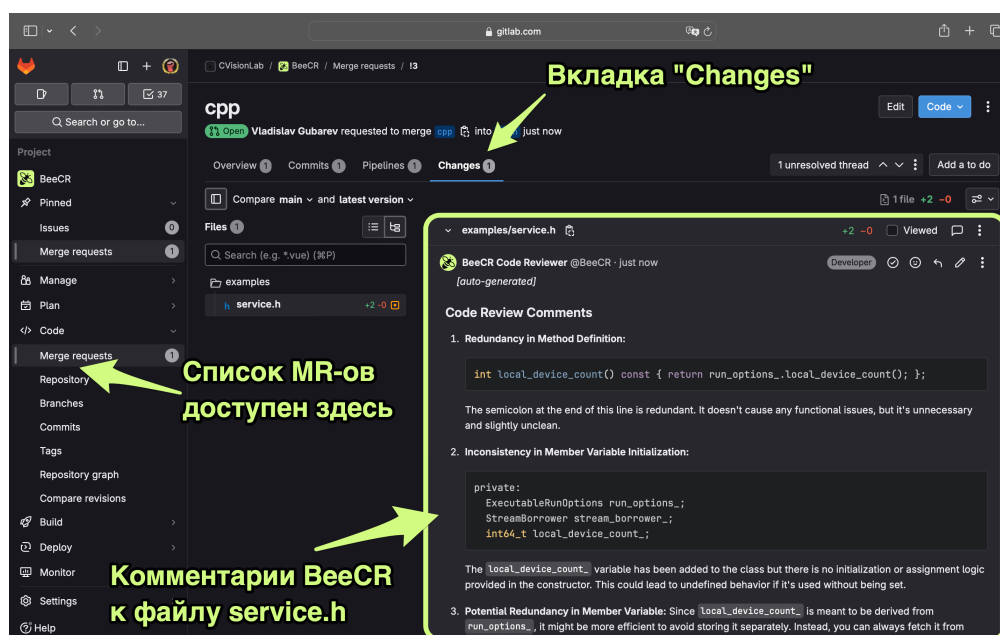 gitlab.com
CVisionLab / BeeCR / Merge requests / !3
37
Search or go to...
Вкладка "Changes"
cpp
Edit
Code
Open Vladislav Gubarev requested to merge cpp into just now
Overview 1 Commits 1 Pipelines 1 Changes 1
1 unresolved thread
Add a to do
Project
BeeCR
Pinned
Issues 0
Merge requests 1
Manage
Plan
Code
Merge requests 1
Repository
Branches
Commits
Tags
Repository graph
Compare revisions
Build
Deploy
Monitor
Settings
Help
Список MR-ов
доступен здесь
Комментарии BeeCR
к файлу service.h
Compare main and latest version
1 file +2 −0
Files 1
Search (e.g. *.vue) (⌘P)
examples
h service.h +2 -0
examples/service.h
+2 −0 Viewed
BeeCR Code Reviewer @BeeCR · just now
Developer
[auto-generated]
Code Review Comments
1. Redundancy in Method Definition:
int local_device_count() const { return run_options_.local_device_count(); };
The semicolon at the end of this line is redundant. It doesn't cause any functional issues, but it's unnecessary
and slightly unclean.
2. Inconsistency in Member Variable Initialization:
private:
ExecutableRunOptions run_options_;
StreamBorrower stream_borrower_;
int64_t local_device_count_;
The local_device_count_ variable has been added to the class but there is no initialization or assignment logic
provided in the constructor. This could lead to undefined behavior if it's used without being set.
3. Potential Redundancy in Member Variable: Since local_device_count_ is meant to be derived from
run_options_, it might be more efficient to avoid storing it separately. Instead, you can always fetch it from